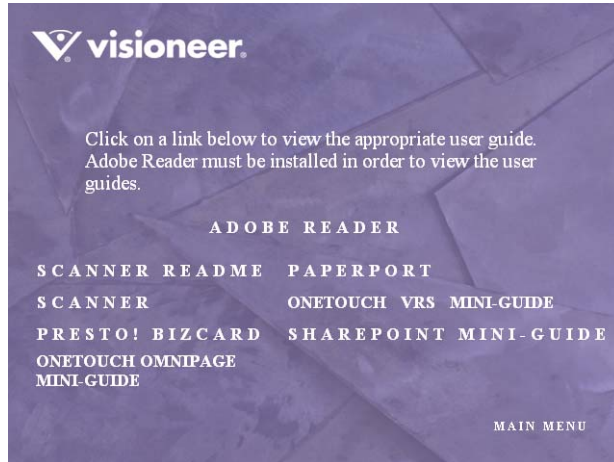 visioneer®
Click on a link below to view the appropriate user guide.
Adobe Reader must be installed in order to view the user
guides.
ADOBE READER
SCANNER README
PAPERPORT
SCANNER
ONETOUCH VRS MINI-GUIDE
PRESTO! BIZCARD
SHAREPOINT MINI-GUIDE
ONETOUCH OMNIPAGE
MINI-GUIDE
MAIN MENU